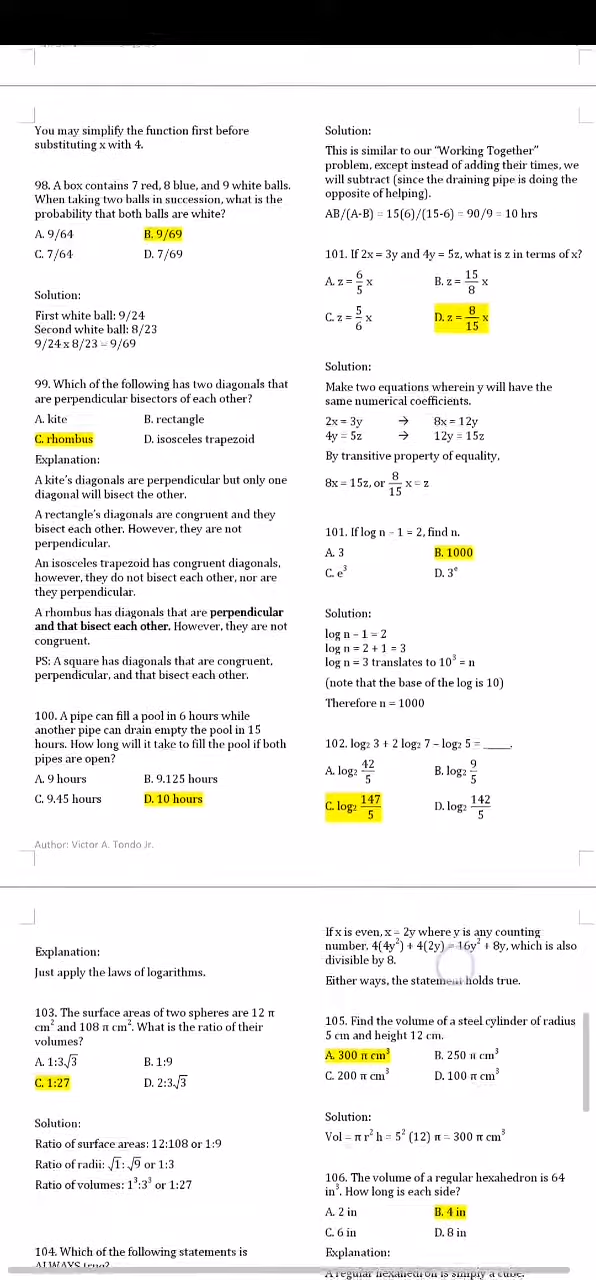 You may simplify the function first before
substituting x with 4.
98. A box contains 7 red, 8 blue, and 9 white balls.
When taking two balls in succession, what is the
probability that both balls are white?
A. 9/64 B. 9/69
C. 7/64 D. 7/69
Solution:
First white ball: 9/24
Second white ball: 8/23
9/24 x 8/23 = 9/69
99. Which of the following has two diagonals that
are perpendicular bisectors of each other?
A. kite B. rectangle
C. rhombus D. isosceles trapezoid
Explanation:
A kite's diagonals are perpendicular but only one
diagonal will bisect the other.
A rectangle's diagonals are congruent and they
bisect each other. However, they are not
perpendicular.
An isosceles trapezoid has congruent diagonals,
however, they do not bisect each other, nor are
they perpendicular.
A rhombus has diagonals that are perpendicular
and that bisect each other. However, they are not
congruent.
PS: A square has diagonals that are congruent,
perpendicular, and that bisect each other.
100. A pipe can fill a pool in 6 hours while
another pipe can drain empty the pool in 15
hours. How long will it take to fill the pool if both
pipes are open?
A. 9 hours B. 9.125 hours
C. 9.45 hours D. 10 hours
Solution:
This is similar to our "Working Together"
problem, except instead of adding their times, we
will subtract (since the draining pipe is doing the
opposite of helping).
AB/(A-B) = 15(6)/(15-6) = 90/9 = 10 hrs
101. If 2x = 3y and 4y = 5z, what is z in terms of x?
A. z = 6/5 x B. z = 15/8 x
C. z = 5/6 x D. z = 8/15 x
Solution:
Make two equations wherein y will have the
same numerical coefficients.
2x = 3y → 8x = 12y
4y = 5z → 12y = 15z
By transitive property of equality,
8x = 15z, or 8/15 x = z
101. If log n – 1 = 2, find n.
A. 3 B. 1000
C. e³ D. 3ᵉ
Solution:
log n – 1 = 2
log n = 2 + 1 = 3
log n = 3 translates to 10³ = n
(note that the base of the log is 10)
Therefore n = 1000
102. log₂ 3 + 2 log₂ 7 – log₂ 5 = _____.
A. log₂ 42/5 B. log₂ 9/5
C. log₂ 147/5 D. log₂ 142/5
Author: Victor A. Tondo Jr.
Explanation:
Just apply the laws of logarithms.
103. The surface areas of two spheres are 12 π
cm² and 108 π cm². What is the ratio of their
volumes?
A. 1:3√3 B. 1:9
C. 1:27 D. 2:3√3
Solution:
Ratio of surface areas: 12:108 or 1:9
Ratio of radii: √1: √9 or 1:3
Ratio of volumes: 1³:3³ or 1:27
104. Which of the following statements is
ALWAYS true?
If x is even, x = 2y where y is any counting
number. 4(4y²) + 4(2y) = 16y² + 8y, which is also
divisible by 8.
Either ways, the statement holds true.
105. Find the volume of a steel cylinder of radius
5 cm and height 12 cm.
A. 300 π cm³ B. 250 π cm³
C. 200 π cm³ D. 100 π cm³
Solution:
Vol = π r² h = 5² (12) π = 300 π cm³
106. The volume of a regular hexahedron is 64
in³. How long is each side?
A. 2 in B. 4 in
C. 6 in D. 8 in
Explanation:
A regular hexahedron is simply a cube.